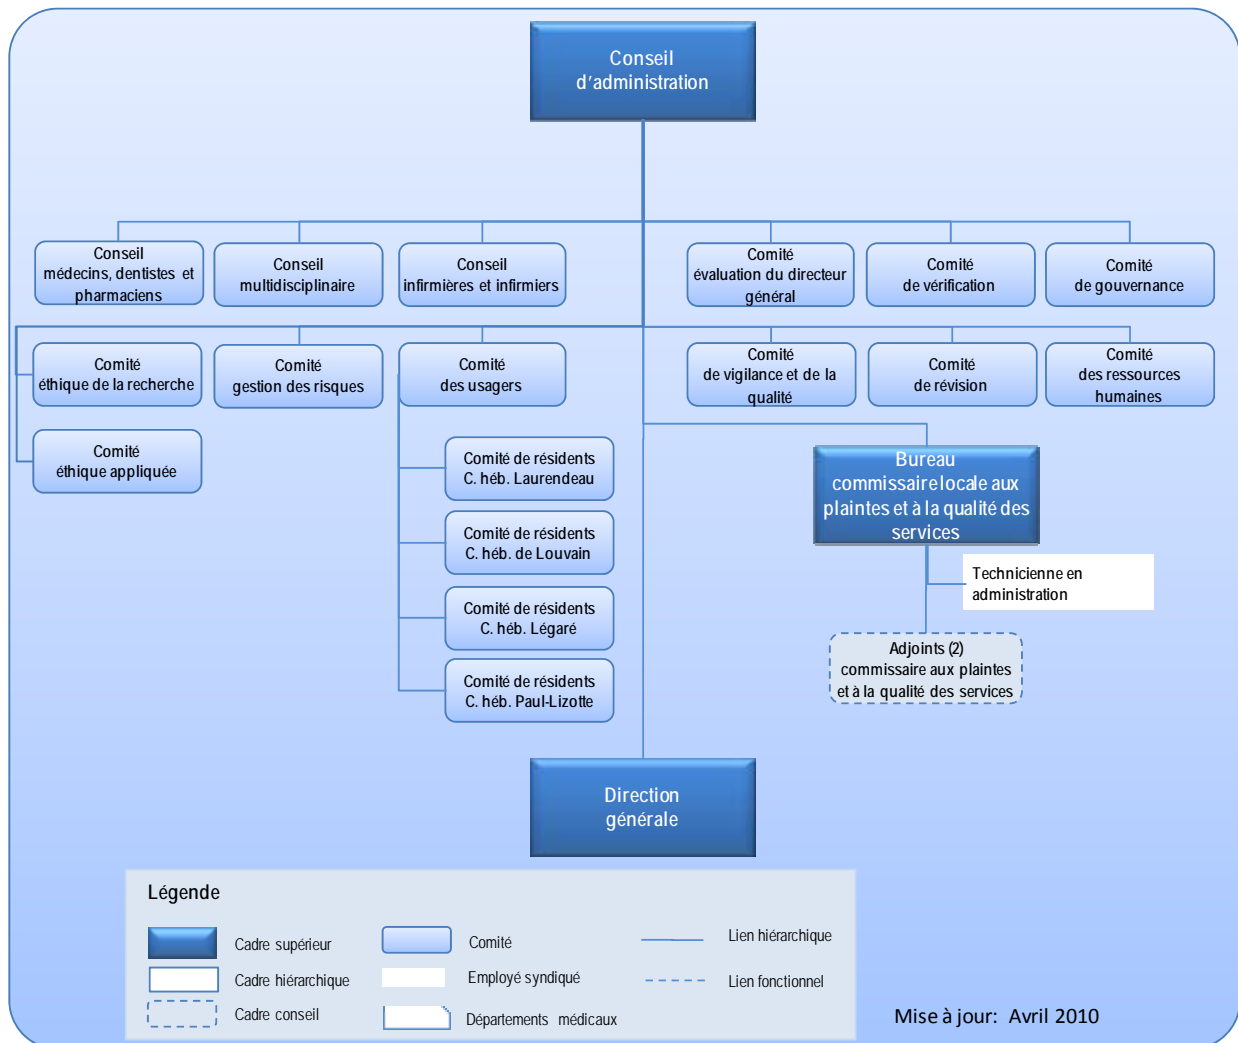 Conseil
d'administration
Conseil
médecins, dentistes et
pharmaciens
Conseil
multidisciplinaire
Conseil
infirmières et infirmiers
Comité
évaluation du directeur
général
Comité
de vérification
Comité
de gouvernance
Comité
éthique de la recherche
Comité
gestion des risques
Comité
des usagers
Comité
de vigilance et de la
qualité
Comité
de révision
Comité
des ressources
humaines
Comité
éthique appliquée
Comité de résidents
C. héb. Laurendeau
Comité de résidents
C. héb. de Louvain
Comité de résidents
C. héb. Légaré
Comité de résidents
C. héb. Paul-Lizotte
Bureau
commissaire locale aux
plaintes et à la qualité des
services
Technicienne en
administration
Adjoints (2)
commissaire aux plaintes
et à la qualité des services
Direction
générale
Légende
Cadre supérieur
Cadre hiérarchique
Cadre conseil
Comité
Employé syndiqué
Départements médicaux
Lien hiérarchique
Lien fonctionnel
Mise à jour: Avril 2010